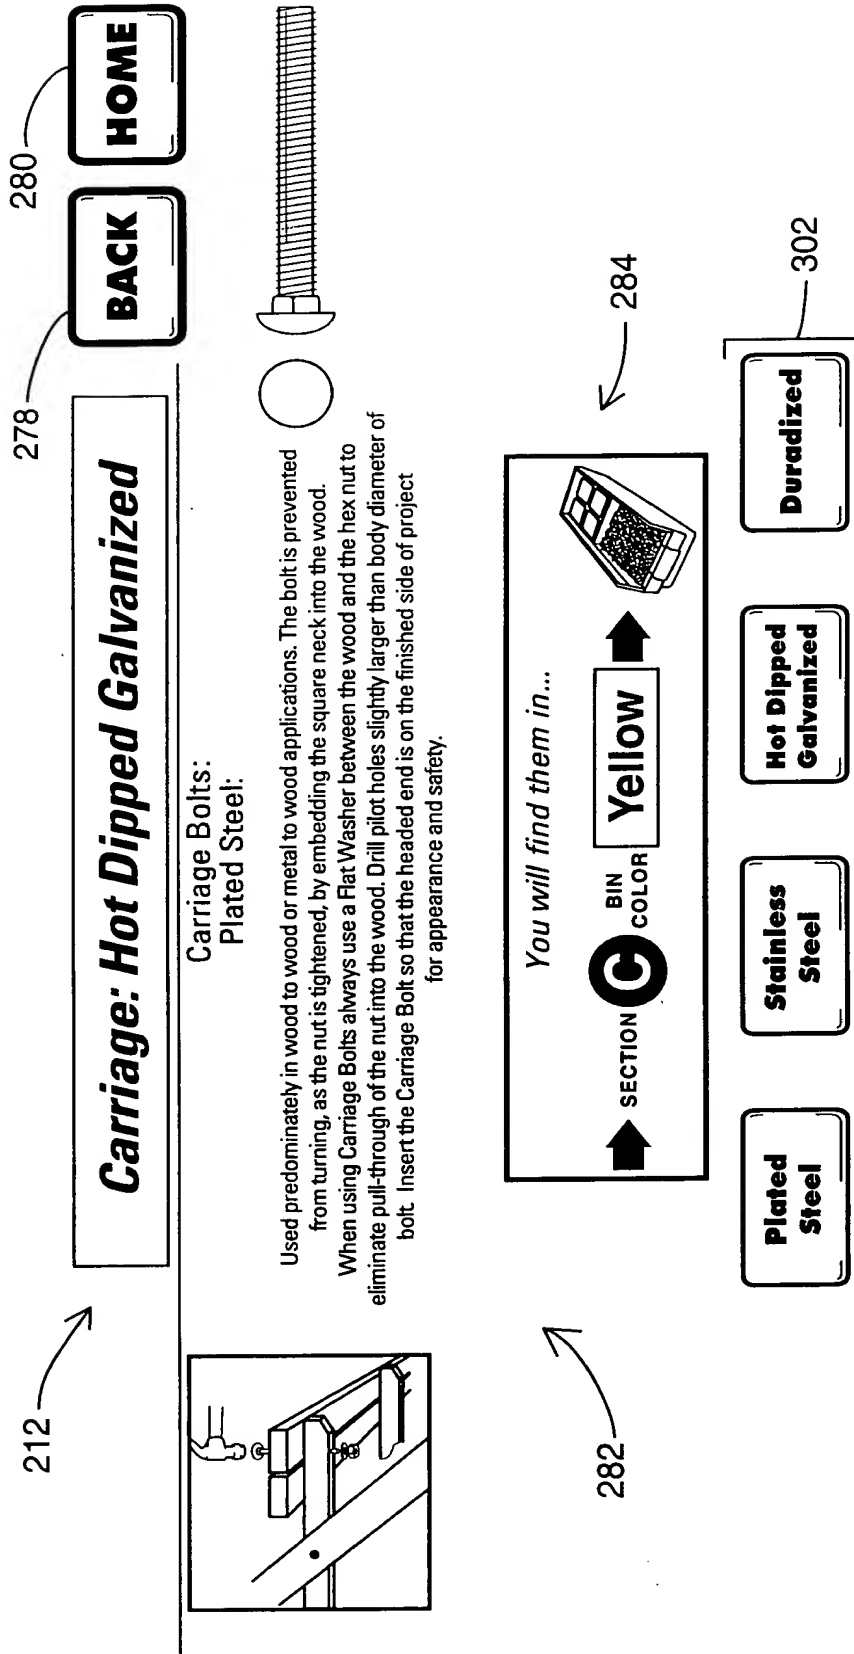 212
Carriage: Hot Dipped Galvanized
278
BACK
280
HOME
Carriage Bolts:
Plated Steel:
Used predominately in wood to wood or metal to wood applications. The bolt is prevented
from turning, as the nut is tightened, by embedding the square neck into the wood.
When using Carriage Bolts always use a Flat Washer between the wood and the hex nut to
eliminate pull-through of the nut into the wood. Drill pilot holes slightly larger than body diameter of
bolt. Insert the Carriage Bolt so that the headed end is on the finished side of project
for appearance and safety.
282
284
You will find them in...
SECTION
C
BIN
COLOR
Yellow
Plated
Steel
Stainless
Steel
Hot Dipped
Galvanized
Duradized
302